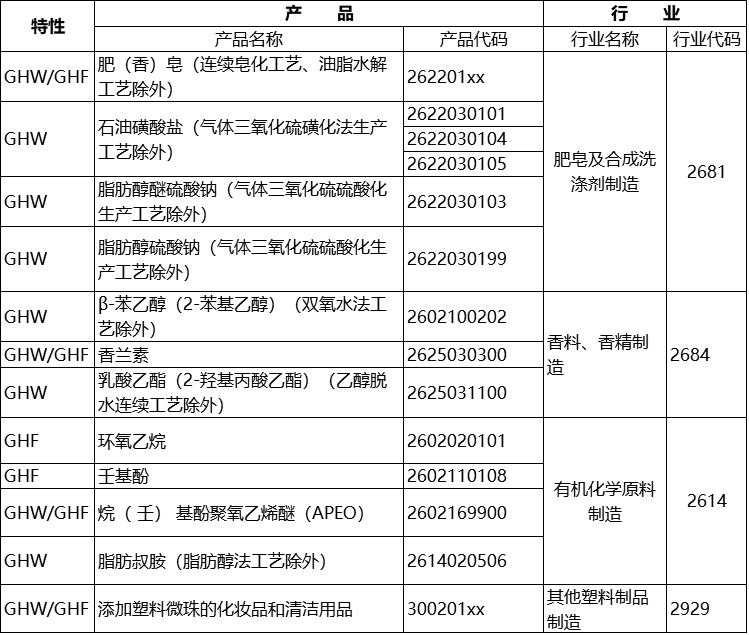 特性 产 品 行 业
产品名称 产品代码 行业名称 行业代码
GHW/GHF 肥（香）皂（连续皂化工艺、油脂水解
工艺除外） 262201xx 肥皂及合成洗
涤剂制造 2681
GHW 石油磺酸盐（气体三氧化硫磺化法生产
工艺除外） 2622030101
2622030104
2622030105
GHW 脂肪醇醚硫酸钠（气体三氧化硫硫酸化
生产工艺除外） 2622030103
GHW 脂肪醇硫酸钠（气体三氧化硫硫酸化生
产工艺除外） 2622030199
GHW β-苯乙醇（2-苯基乙醇）（双氧水法工
艺除外） 2602100202 香料、香精制
造 2684
GHW/GHF 香兰素 2625030300
GHW 乳酸乙酯（2-羟基丙酸乙酯）（乙醇脱
水连续工艺除外） 2625031100
GHF 环氧乙烷 2602020101 有机化学原料
制造 2614
GHF 壬基酚 2602110108
GHW/GHF 烷（ 壬） 基酚聚氧乙烯醚（APEO） 2602169900
GHW 脂肪叔胺（脂肪醇法工艺除外） 2614020506
GHW/GHF 添加塑料微珠的化妆品和清洁用品 300201xx 其他塑料制品
制造 2929